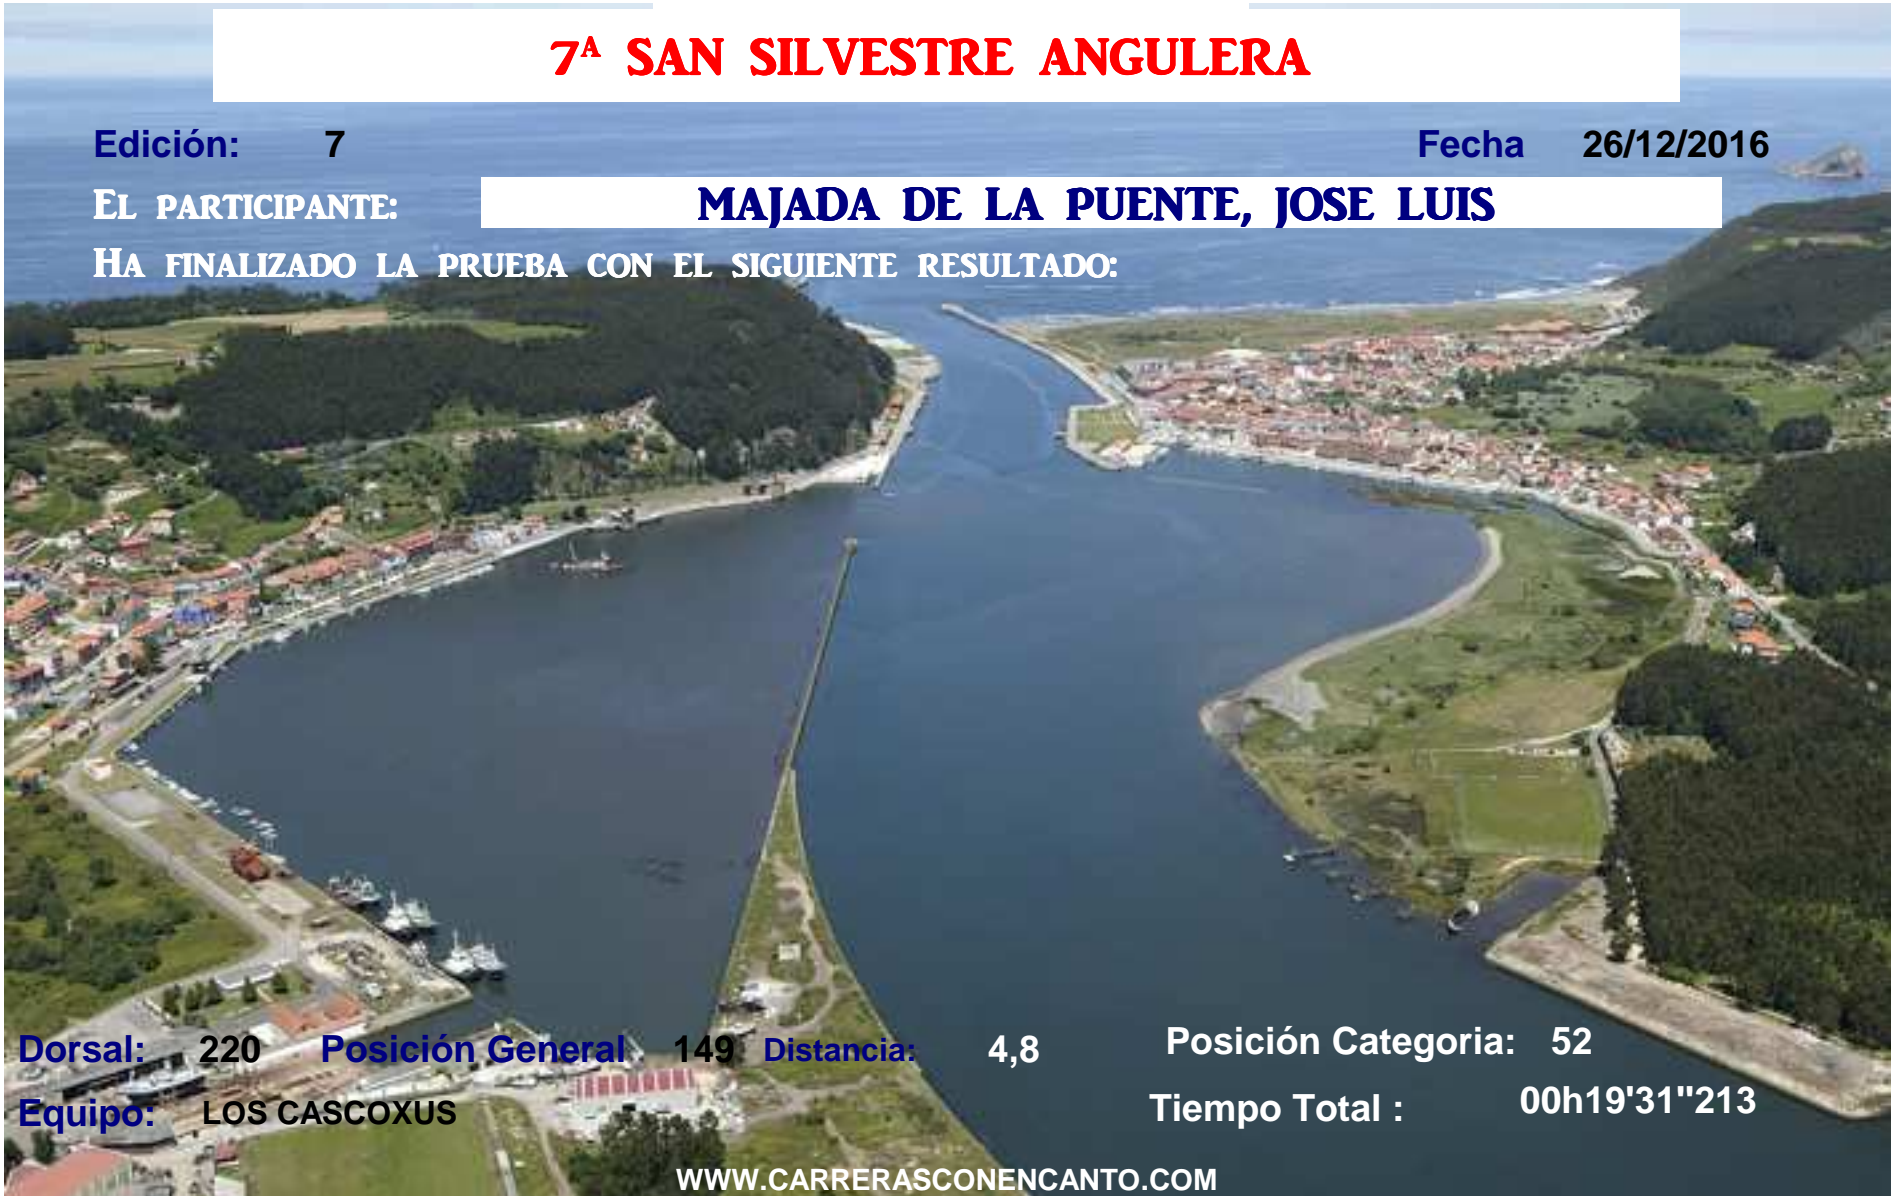 7ª SAN SILVESTRE ANGULERA
Edición: 7 Fecha 26/12/2016
EL PARTICIPANTE: MAJADA DE LA PUENTE, JOSE LUIS
HA FINALIZADO LA PRUEBA CON EL SIGUIENTE RESULTADO:
Dorsal: 220 Posición General 149 Distancia: 4,8 Posición Categoria: 52
Equipo: LOS CASCOXUS Tiempo Total : 00h19'31"213
WWW.CARRERASCONENCANTO.COM